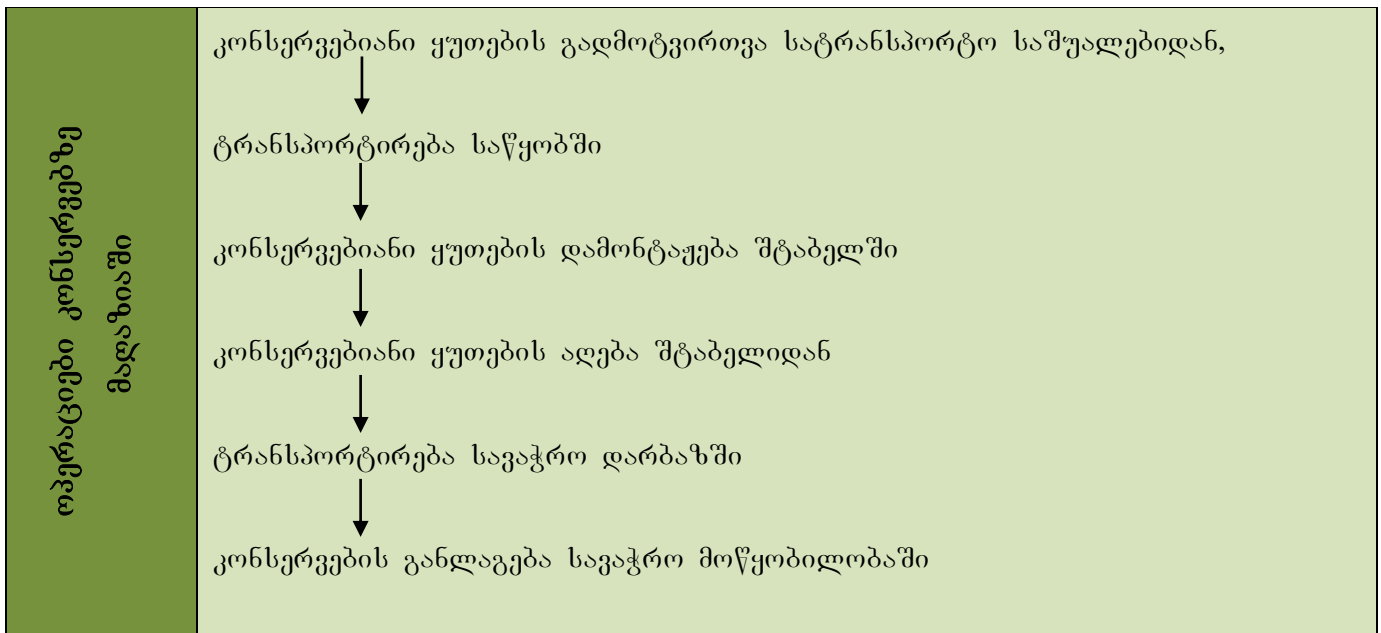 ოპერაციები კონსერვებზე
მაღაზიაში
კონსერვებიანი ყუთების გადმოტვირთვა სატრანსპორტო საშუალებიდან,
ტრანსპორტირება საწყობში
კონსერვებიანი ყუთების დამონტაჟება შტაბელში
კონსერვებიანი ყუთების აღება შტაბელიდან
ტრანსპორტირება სავაჭრო დარბაზში
კონსერვების განლაგება სავაჭრო მოწყობილობაში